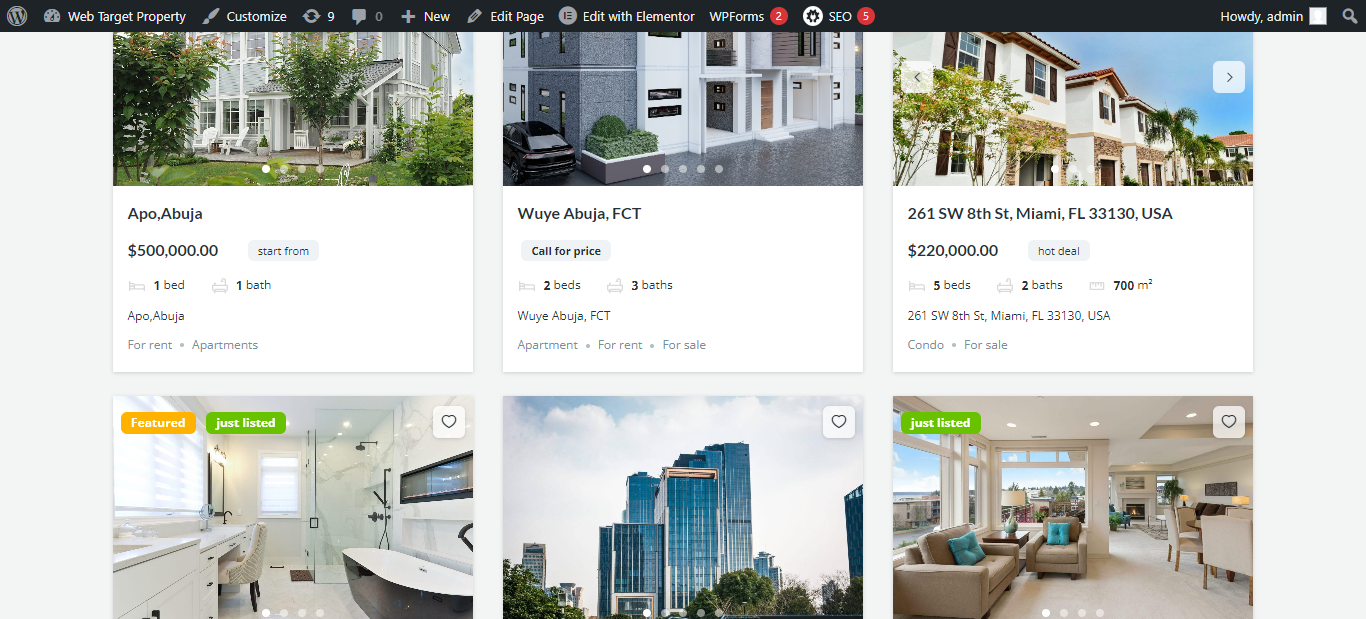 Web Target Property Customize 9 0 New Edit Page Edit with Elementor WPForms 2 SEO 5 Howdy, admin
Apo,Abuja
$500,000.00 start from
1 bed 1 bath
Apo,Abuja
For rent • Apartments
Wuye Abuja, FCT
Call for price
2 beds 3 baths
Wuye Abuja, FCT
Apartment • For rent • For sale
261 SW 8th St, Miami, FL 33130, USA
$220,000.00 hot deal
5 beds 2 baths 700 m²
261 SW 8th St, Miami, FL 33130, USA
Condo • For sale
Featured just listed
just listed